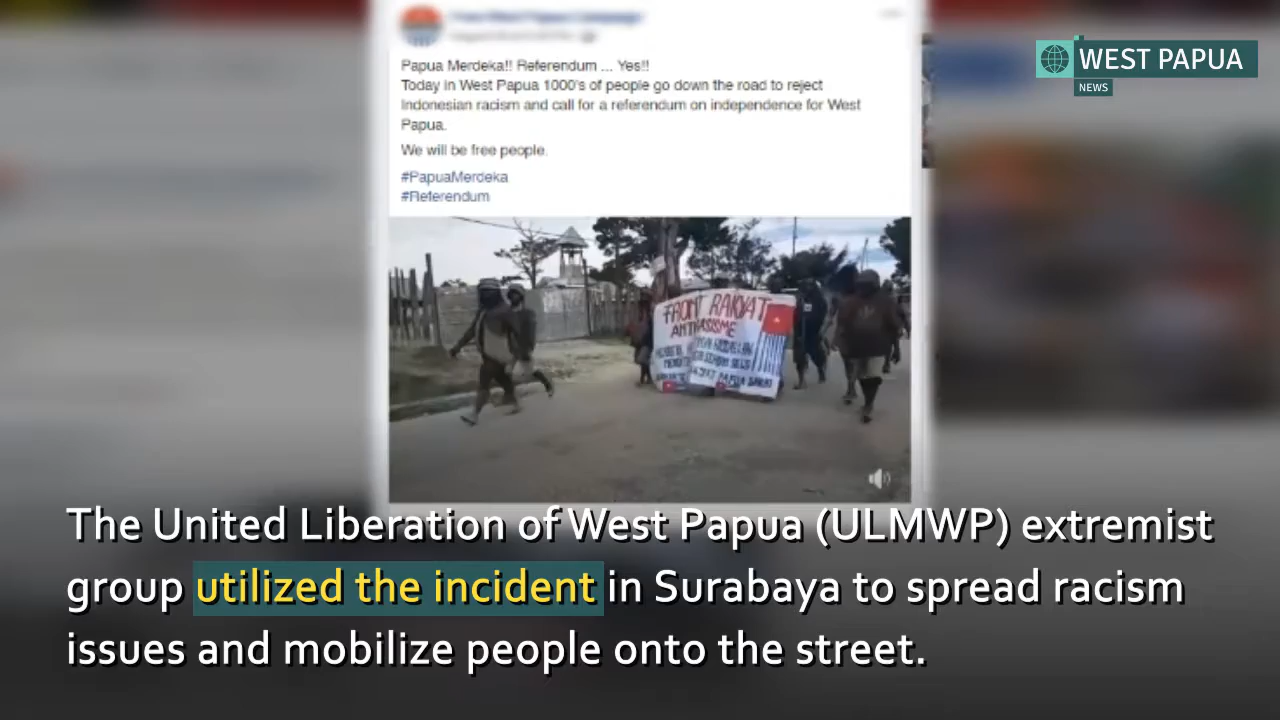 Papua Merdeka!! Referendum ... Yes!!
Today in West Papua 1000's of people go down the road to reject
Indonesian racism and call for a referendum on independence for West
Papua.
We will be free people.
#PapuaMerdeka
#Referendum
WEST PAPUA
NEWS
FRONT RAKYAT
The United Liberation of West Papua (ULMWP) extremist
group utilized the incident in Surabaya to spread racism
issues and mobilize people onto the street.